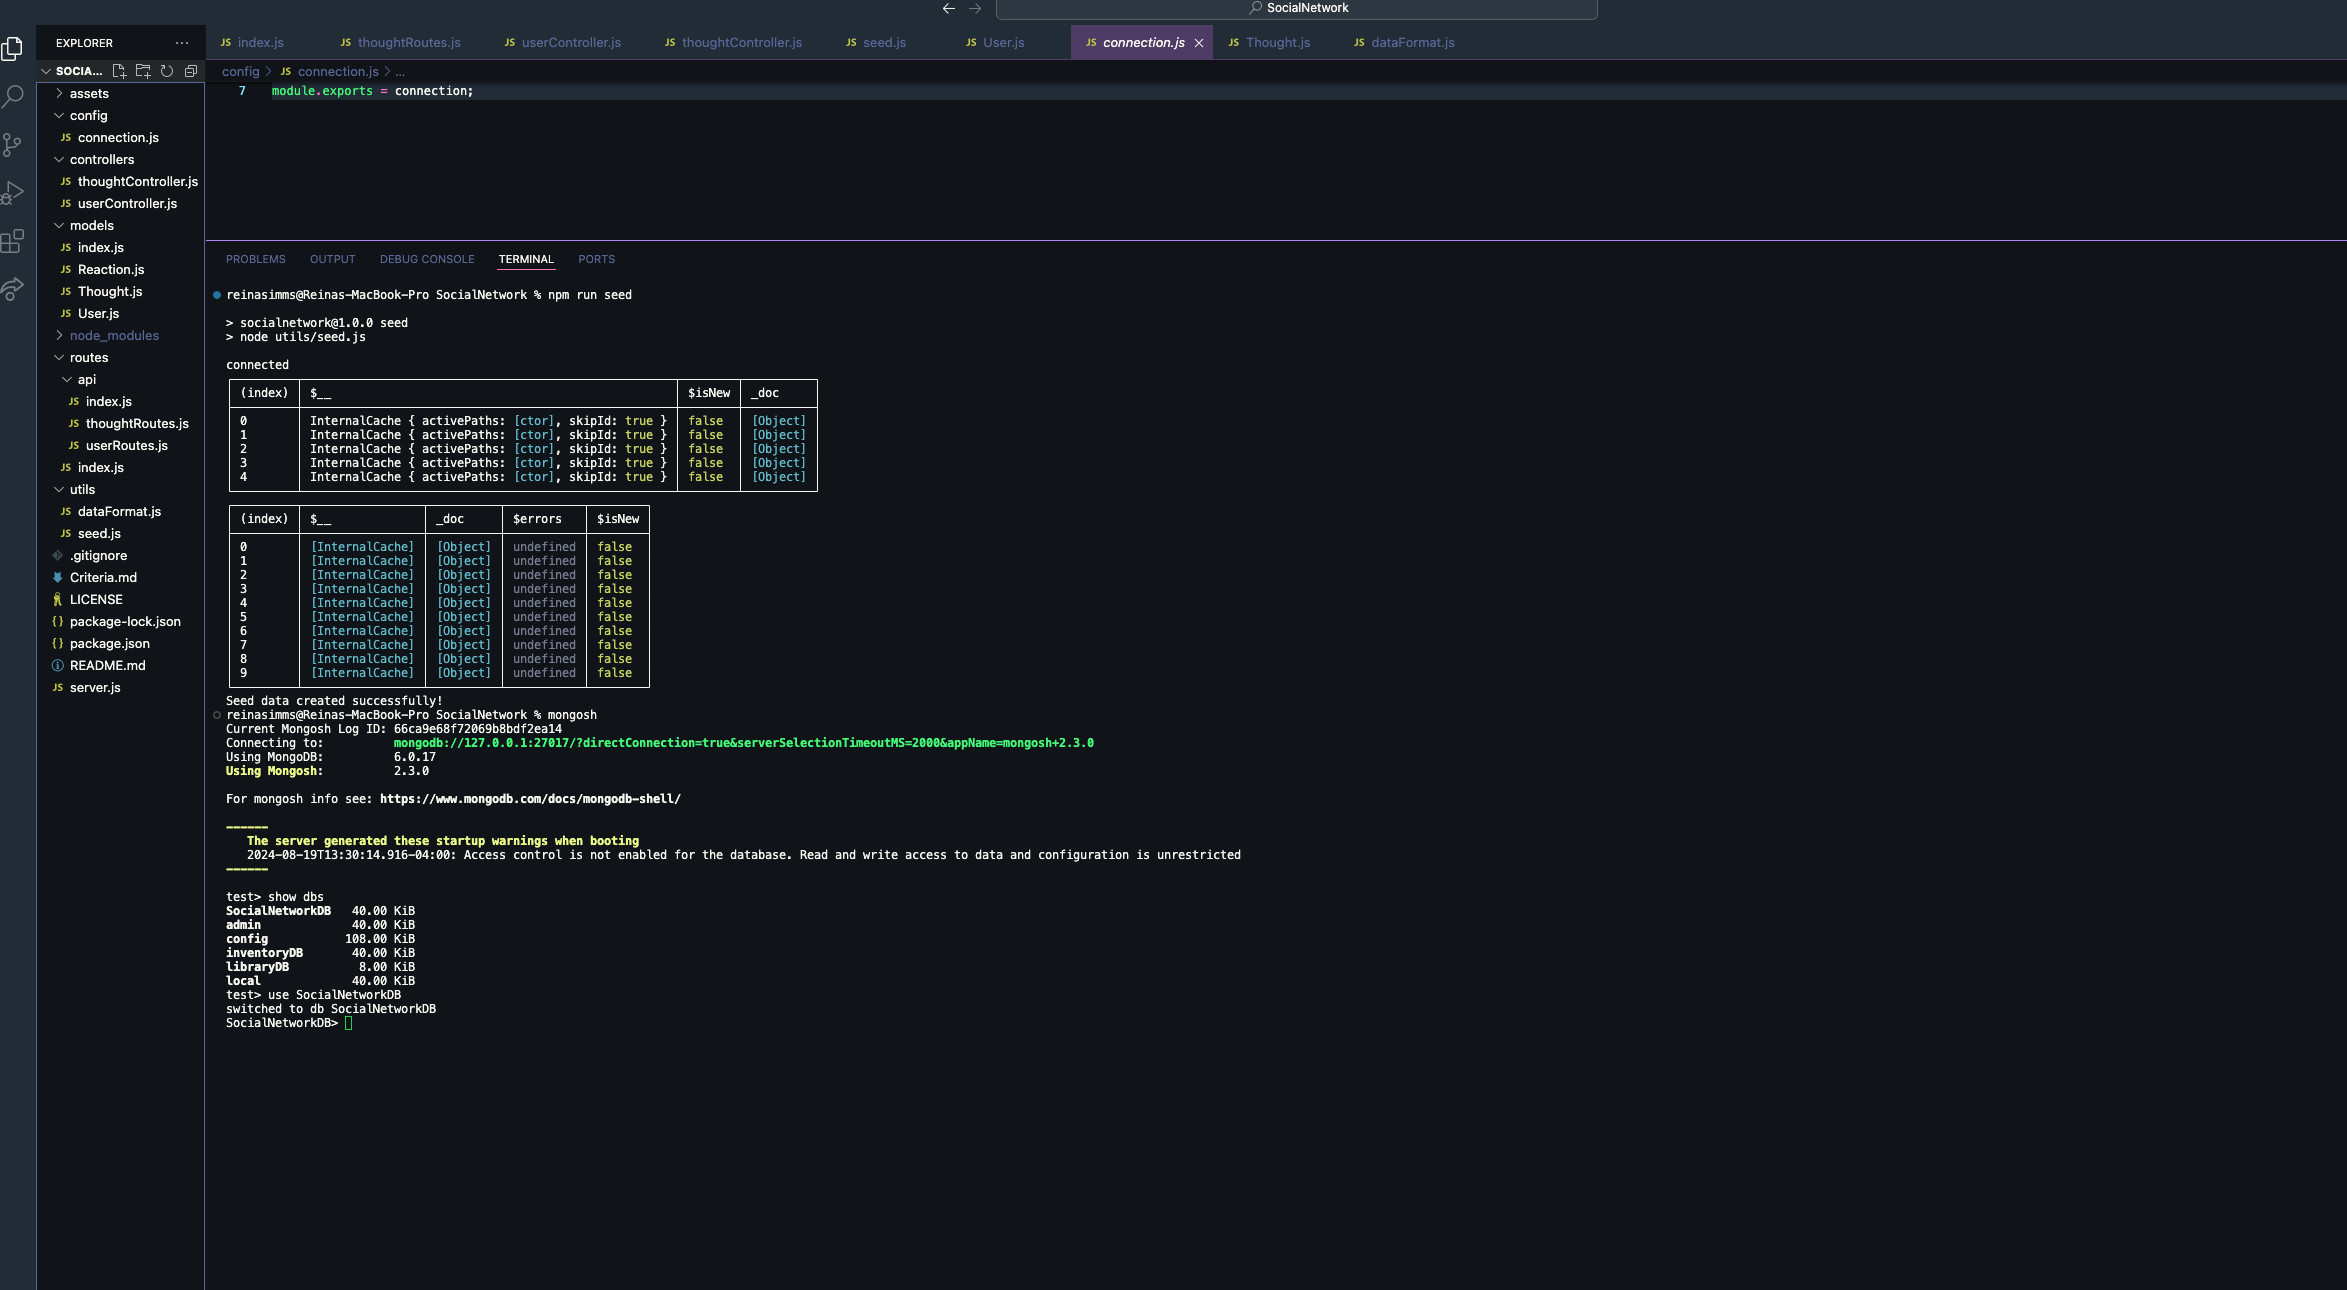 SocialNetwork
EXPLORER
index.js
thoughtRoutes.js
userController.js
thoughtController.js
seed.js
User.js
connection.js
Thought.js
dataFormat.js
SOCIA...
config > JS connection.js > ...
7 module.exports = connection;
assets
config
JS connection.js
controllers
JS thoughtController.js
JS userController.js
models
JS index.js
JS Reaction.js
JS Thought.js
JS User.js
node_modules
routes
api
JS index.js
JS thoughtRoutes.js
JS userRoutes.js
JS index.js
utils
JS dataFormat.js
JS seed.js
.gitignore
Criteria.md
LICENSE
{} package-lock.json
{} package.json
README.md
JS server.js
PROBLEMS OUTPUT DEBUG CONSOLE TERMINAL PORTS
reinasimms@Reinas-MacBook-Pro SocialNetwork % npm run seed
> socialnetwork@1.0.0 seed
> node utils/seed.js
connected
(index) $__ $isNew _doc
0 InternalCache { activePaths: [ctor], skipId: true } false [Object]
1 InternalCache { activePaths: [ctor], skipId: true } false [Object]
2 InternalCache { activePaths: [ctor], skipId: true } false [Object]
3 InternalCache { activePaths: [ctor], skipId: true } false [Object]
4 InternalCache { activePaths: [ctor], skipId: true } false [Object]
(index) $__ _doc $errors $isNew
0 [InternalCache] [Object] undefined false
1 [InternalCache] [Object] undefined false
2 [InternalCache] [Object] undefined false
3 [InternalCache] [Object] undefined false
4 [InternalCache] [Object] undefined false
5 [InternalCache] [Object] undefined false
6 [InternalCache] [Object] undefined false
7 [InternalCache] [Object] undefined false
8 [InternalCache] [Object] undefined false
9 [InternalCache] [Object] undefined false
Seed data created successfully!
reinasimms@Reinas-MacBook-Pro SocialNetwork % mongosh
Current Mongosh Log ID: 66ca9e68f72069b8bdf2ea14
Connecting to: mongodb://127.0.0.1:27017/?directConnection=true&serverSelectionTimeoutMS=2000&appName=mongosh+2.3.0
Using MongoDB: 6.0.17
Using Mongosh: 2.3.0
For mongosh info see: https://www.mongodb.com/docs/mongodb-shell/
------
The server generated these startup warnings when booting
2024-08-19T13:30:14.916-04:00: Access control is not enabled for the database. Read and write access to data and configuration is unrestricted
------
test> show dbs
SocialNetworkDB 40.00 KiB
admin 40.00 KiB
config 108.00 KiB
inventoryDB 40.00 KiB
libraryDB 8.00 KiB
local 40.00 KiB
test> use SocialNetworkDB
switched to db SocialNetworkDB
SocialNetworkDB>